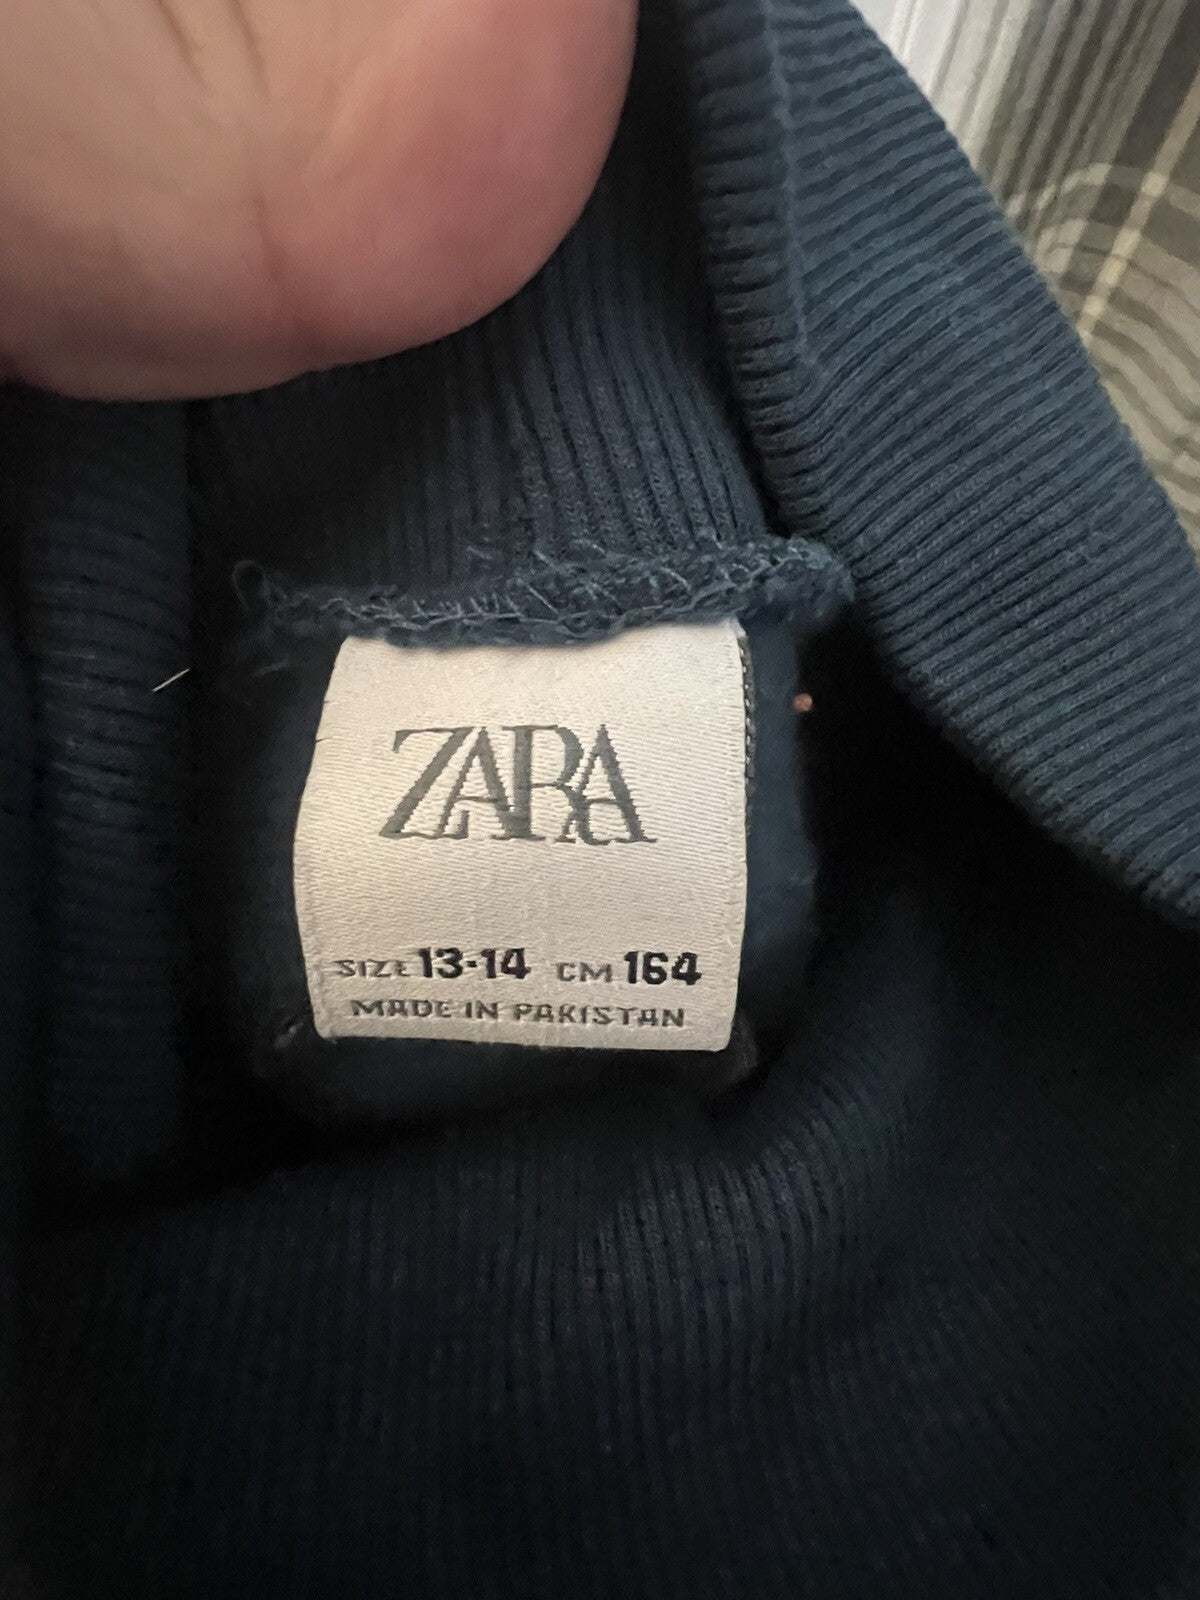 ZARA
SIZE 13-14 CM 164
MADE IN PAKISTAN